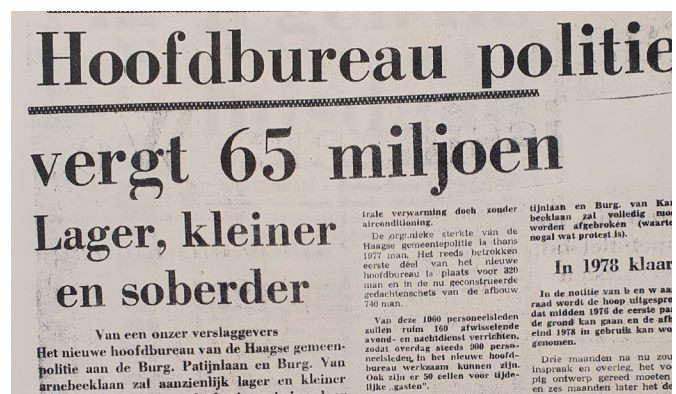 Hoofdbureau politie
vergt 65 miljoen
Lager, kleiner
en soberder
Van een onzer verslaggevers
Het nieuwe hoofdbureau van de Haagse gemeen-
politie aan de Burg. Patijnlaan en Burg. Van
arnebeeklaan zal aanzienlijk lager en kleiner
trale verwarming doch zonder
airconditioning.
De organieke sterkte van de
Haagse gemeentepolitie is thans
1977 man. Het reeds betrokken
eerste deel van het nieuwe
hoofdbureau is plaats voor 320
man en in de nu geconstrueerde
gedachtenschets van de afbouw
740 man.
Van deze 1060 personeelsleden
zullen ruim 160 afwisselende
avond- en nachtdienst verrichten,
zodat overdag steeds 900 perso-
neelsleden, in het nieuwe hoofd-
bureau werkzaam kunnen zijn.
Ook zijn er 50 cellen voor tijde-
lijke „gasten".
tijnlaan en Burg. van Kar
beeklaan zal volledig moe
worden afgebroken (waarte
nogal wat protest is).
In 1978 klaar
In de notitie van b en w aa
raad wordt de hoop uitgespro
dat midden 1976 de eerste pa
de grond kan gaan en de afb
eind 1978 in gebruik kan wo
genomen.
Drie maanden na nu zou
inspraak en overleg, het vo
pig ontwerp gereed moeten
en zes maanden later het de